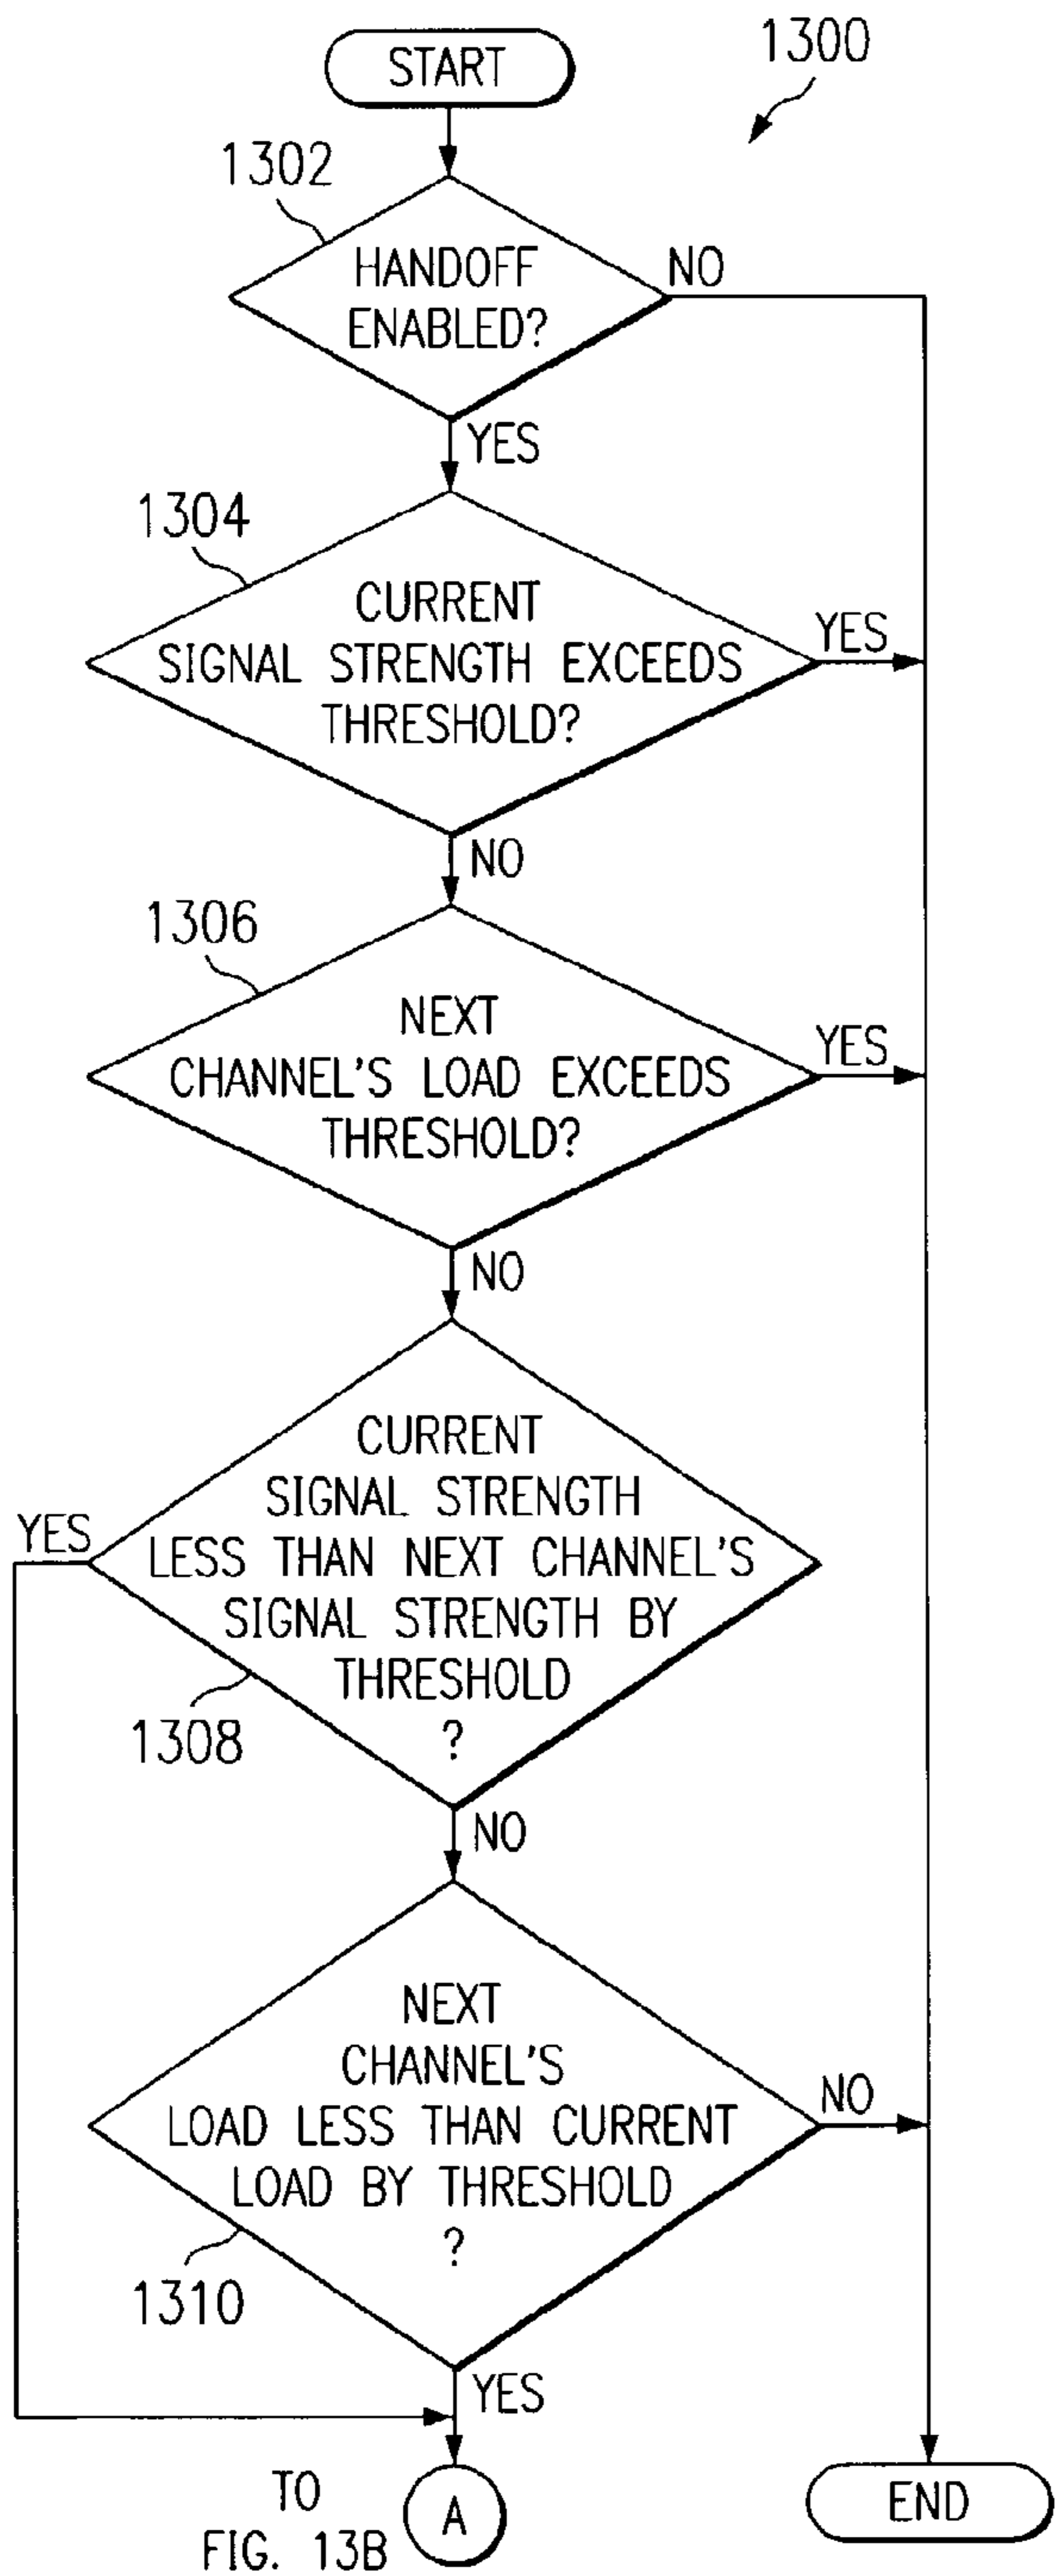 1300
START
1302
HANDOFF
ENABLED?
NO
YES
1304
CURRENT
SIGNAL STRENGTH EXCEEDS
THRESHOLD?
YES
NO
1306
NEXT
CHANNEL'S LOAD EXCEEDS
THRESHOLD?
YES
NO
CURRENT
SIGNAL STRENGTH
LESS THAN NEXT CHANNEL'S
SIGNAL STRENGTH BY
THRESHOLD
?
YES
1308
NO
NEXT
CHANNEL'S
LOAD LESS THAN CURRENT
LOAD BY THRESHOLD
?
NO
1310
YES
TO
FIG. 13B
A
END